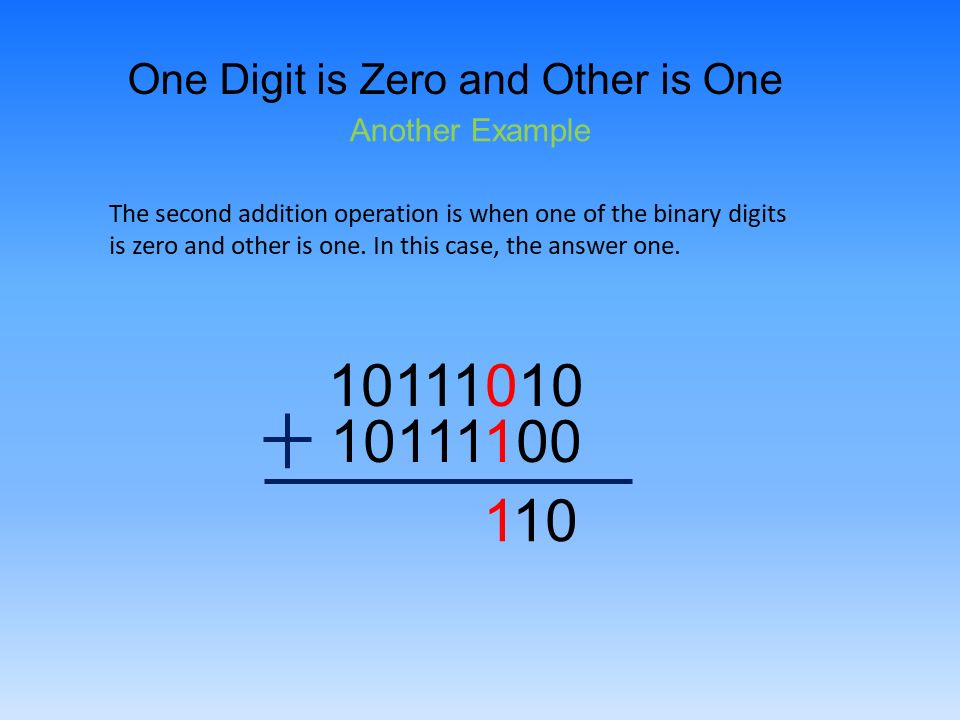 One Digit is Zero and Other is One
Another Example
The second addition operation is when one of the binary digits
is zero and other is one. In this case, the answer one.
10111010
+ 10111100
110